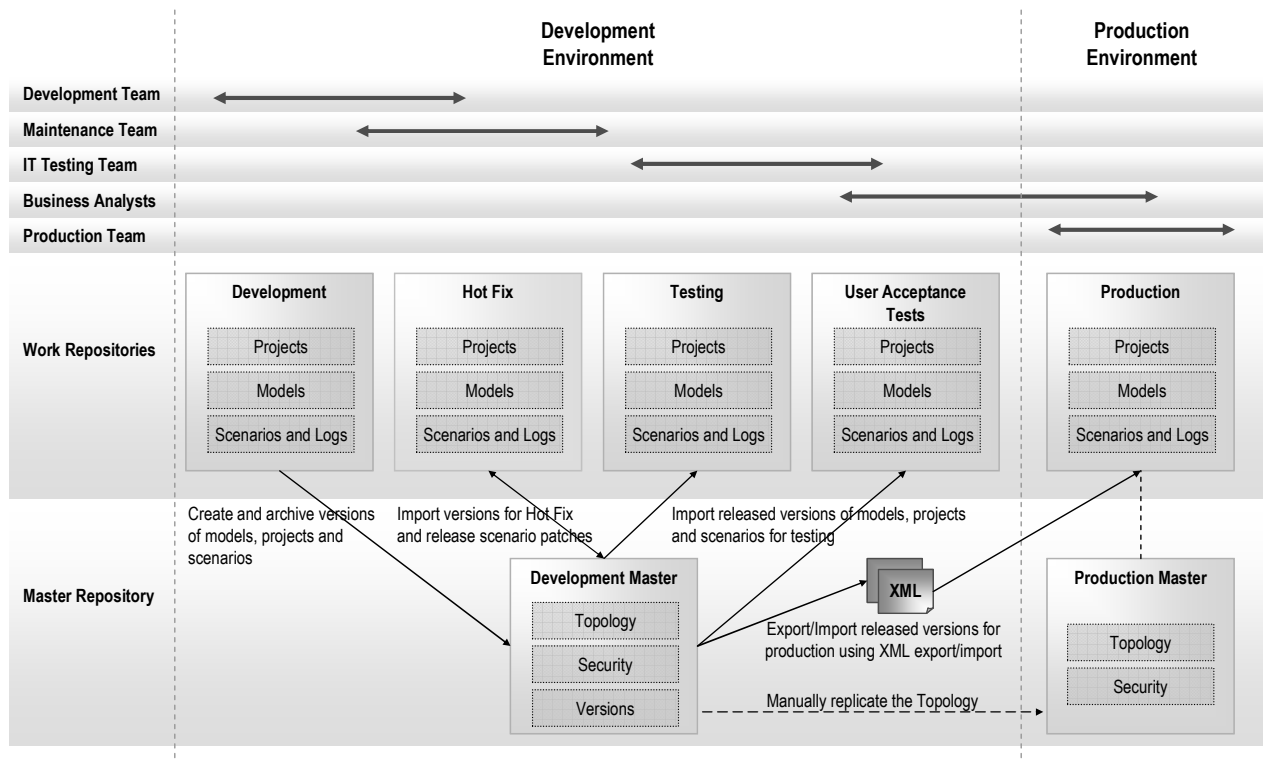 Development
Environment
Production
Environment
Development Team
Maintenance Team
IT Testing Team
Business Analysts
Production Team
Work Repositories
Development
Projects
Models
Scenarios and Logs
Hot Fix
Projects
Models
Scenarios and Logs
Testing
Projects
Models
Scenarios and Logs
User Acceptance
Tests
Projects
Models
Scenarios and Logs
Production
Projects
Models
Scenarios and Logs
Create and archive versions
of models, projects and
scenarios
Import versions for Hot Fix
and release scenario patches
Import released versions of models, projects
and scenarios for testing
Master Repository
Development Master
Topology
Security
Versions
XML
Export/Import released versions for
production using XML export/import
Manually replicate the Topology
Production Master
Topology
Security